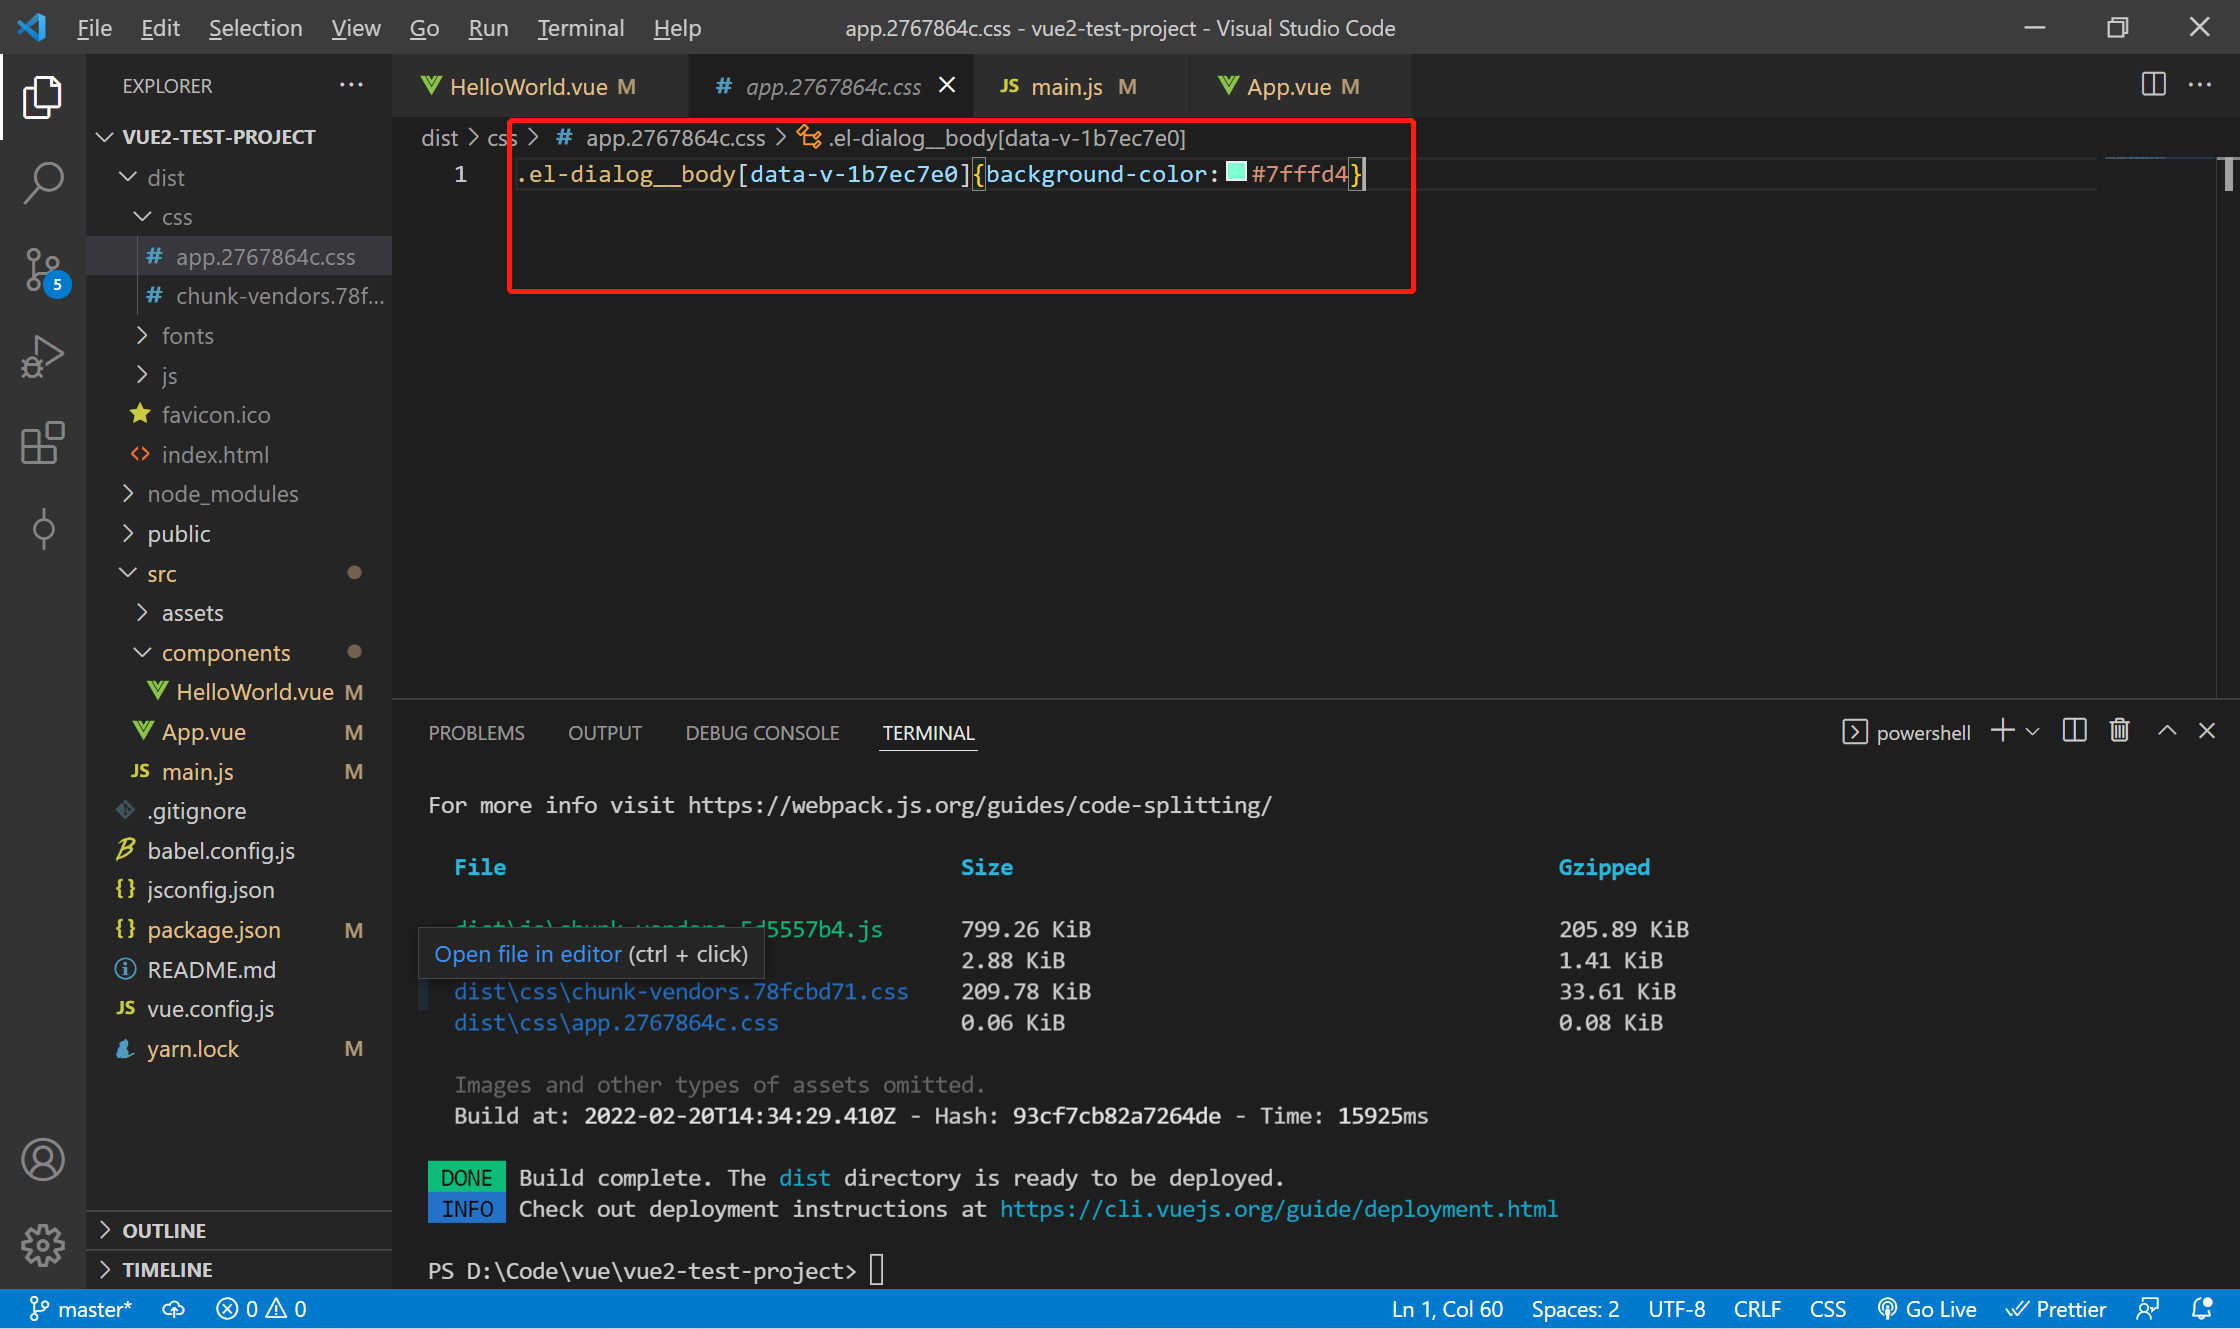 File Edit Selection View Go Run Terminal Help
app.2767864c.css - vue2-test-project - Visual Studio Code
EXPLORER
VUE2-TEST-PROJECT
dist
css
app.2767864c.css
chunk-vendors.78f...
fonts
js
favicon.ico
index.html
node_modules
public
src
assets
components
HelloWorld.vue M
App.vue M
JS main.js M
.gitignore
babel.config.js
{} jsconfig.json
{} package.json M
README.md
JS vue.config.js
yarn.lock M
OUTLINE
TIMELINE
5
HelloWorld.vue M
# app.2767864c.css
JS main.js M
App.vue M
dist > css > # app.2767864c.css > .el-dialog__body[data-v-1b7ec7e0]
1 .el-dialog__body[data-v-1b7ec7e0]{background-color:#7fffd4}
PROBLEMS OUTPUT DEBUG CONSOLE TERMINAL
powershell
For more info visit https://webpack.js.org/guides/code-splitting/
File Size Gzipped
dist\js\chunk-vendors.5d5557b4.js 799.26 KiB 205.89 KiB
2.88 KiB 1.41 KiB
Open file in editor (ctrl + click)
dist\css\chunk-vendors.78fcbd71.css 209.78 KiB 33.61 KiB
dist\css\app.2767864c.css 0.06 KiB 0.08 KiB
Images and other types of assets omitted.
Build at: 2022-02-20T14:34:29.410Z - Hash: 93cf7cb82a7264de - Time: 15925ms
DONE Build complete. The dist directory is ready to be deployed.
INFO Check out deployment instructions at https://cli.vuejs.org/guide/deployment.html
PS D:\Code\vue\vue2-test-project>
master* 0 0
Ln 1, Col 60 Spaces: 2 UTF-8 CRLF CSS Go Live Prettier